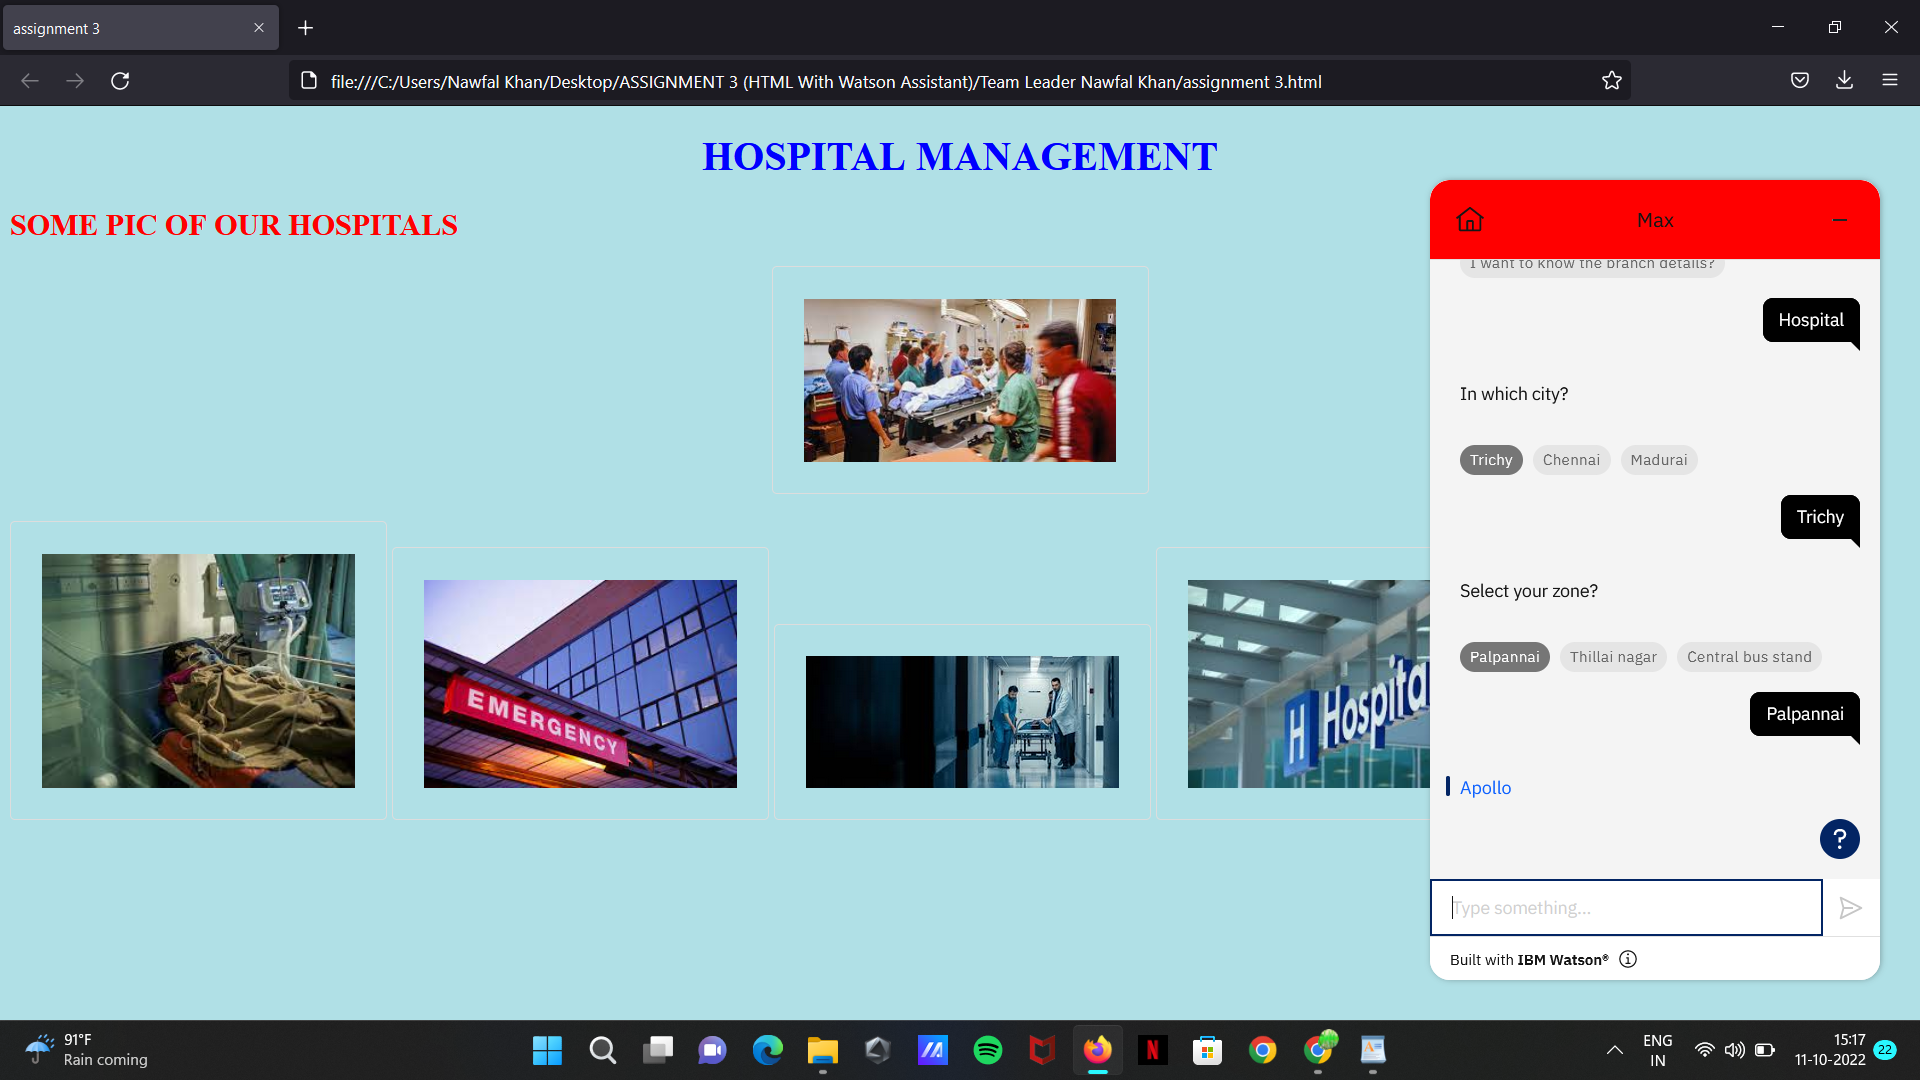 assignment 3
file:///C:/Users/Nawfal Khan/Desktop/ASSIGNMENT 3 (HTML With Watson Assistant)/Team Leader Nawfal Khan/assignment 3.html
HOSPITAL MANAGEMENT
SOME PIC OF OUR HOSPITALS
EMERGENCY
H Hospita
Max
I want to know the branch details?
Hospital
In which city?
Trichy Chennai Madurai
Trichy
Select your zone?
Palpannai Thillai nagar Central bus stand
Palpannai
Apollo
?
Type something...
Built with IBM Watson®
91°F
Rain coming
N
ENG
IN
15:17
11-10-2022
22